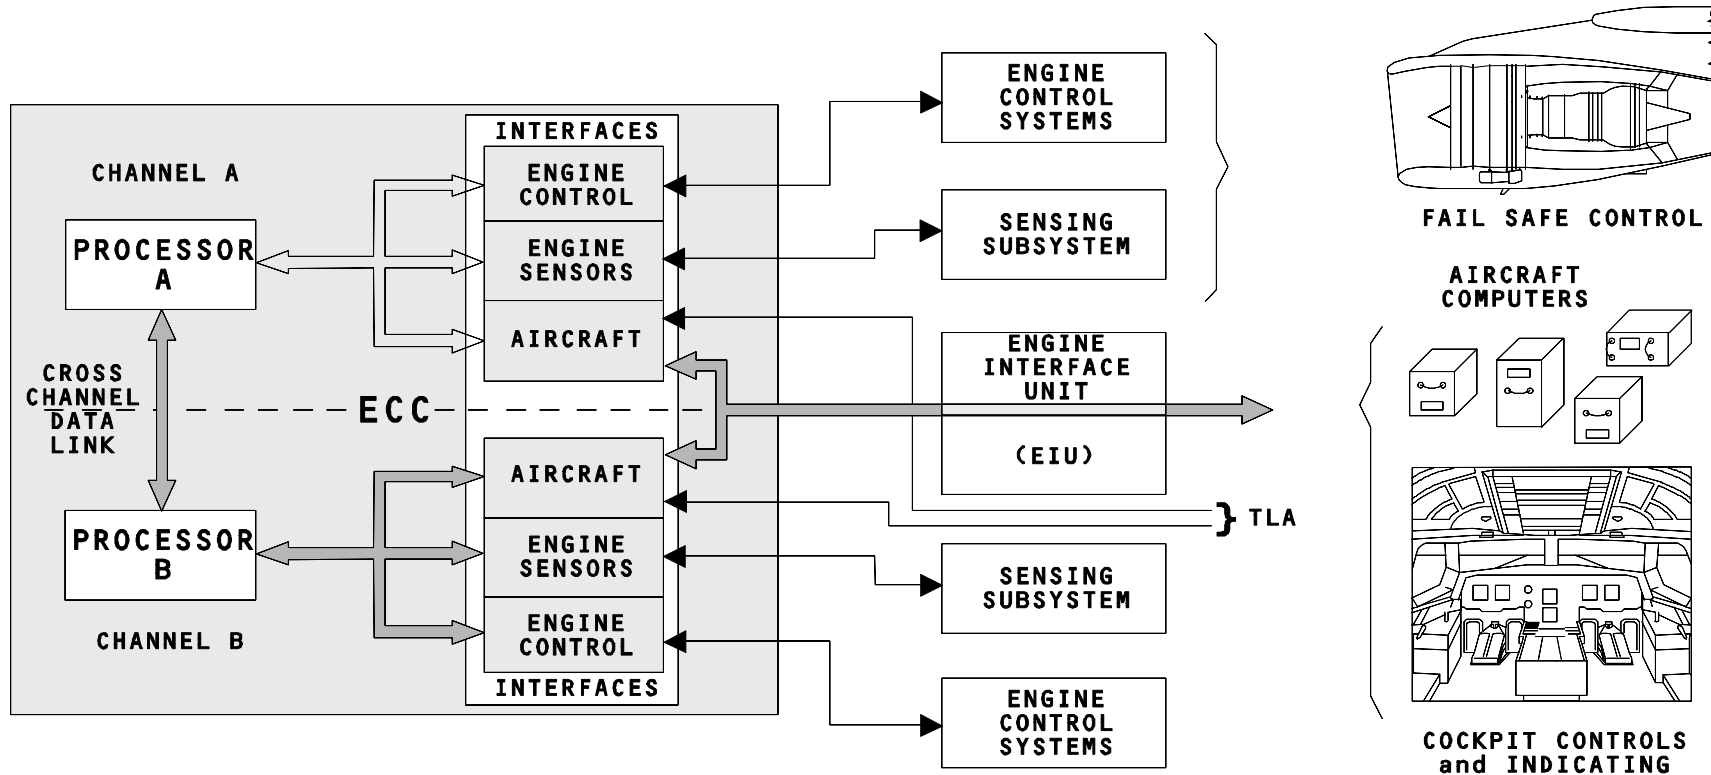 CHANNEL A
PROCESSOR
A
CROSS
CHANNEL
DATA
LINK
ECC
PROCESSOR
B
CHANNEL B
INTERFACES
ENGINE
CONTROL
ENGINE
SENSORS
AIRCRAFT
AIRCRAFT
ENGINE
SENSORS
ENGINE
CONTROL
INTERFACES
ENGINE
CONTROL
SYSTEMS
SENSING
SUBSYSTEM
ENGINE
INTERFACE
UNIT
(EIU)
} TLA
SENSING
SUBSYSTEM
ENGINE
CONTROL
SYSTEMS
FAIL SAFE CONTROL
AIRCRAFT
COMPUTERS
COCKPIT CONTROLS
and INDICATING